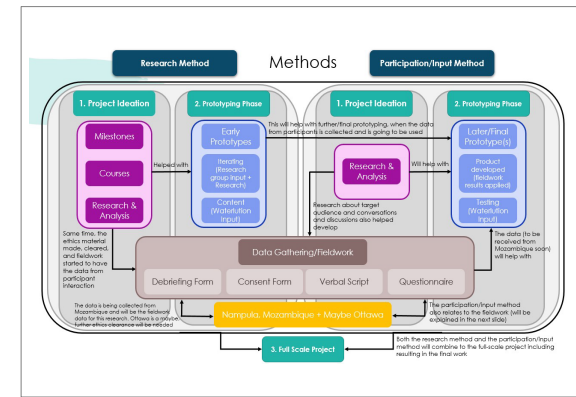 Methods
Research Method
Participation/Input Method
1. Project Ideation
Milestones
Courses
Research &
Analysis
Helped with
2. Prototyping Phase
Early
Prototypes
Iterating
(Research
group Input +
Research)
Content
(Watertution
Input)
This will help with further/final prototyping, when the data
from participants is collected and is going to be used
1. Project Ideation
Research &
Analysis
Will help with
Research about target
audience and conversations
and discussions also helped
develop
2. Prototyping Phase
Later/Final
Prototype(s)
Product
developed
(fieldwork
results applied)
Testing
(Watertution
Input)
Same time, the
ethics material
made, cleared,
and fieldwork
started to have
the data from
participant
interaction
Data Gathering/Fieldwork
Debriefing Form
Consent Form
Verbal Script
Questionnaire
The data (to be
received from
Mozambique soon)
will help with
The data is being collected from
Mozambique and will be the fieldwork
data for this research. Ottawa is a maybe,
further ethics clearance will be needed
Nampula, Mozambique + Maybe Ottawa
The participation/input method
also relates to the fieldwork (will be
explained in the next slide)
3. Full Scale Project
Both the research method and the participation/input
method will combine to the full-scale project including
resulting in the final work